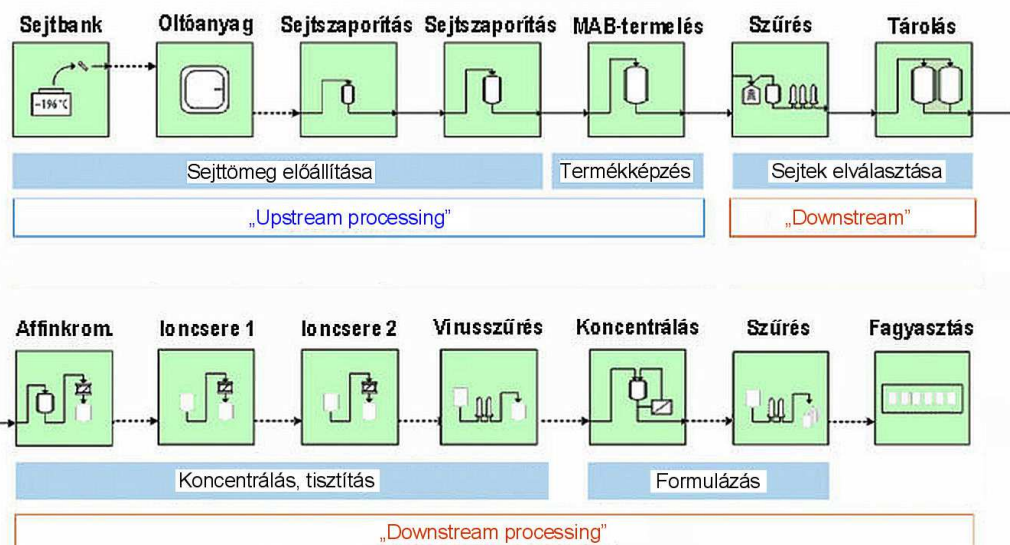 Sejtbank Oltóanyag Sejtszaporítás Sejtszaporítás MAB-termelés Szűrés Tárolás
–196 °C
Sejttömeg előállítása Termékképzés Sejtek elválasztása
„Upstream processing” „Downstream”
Affinkrom. Ioncsere 1 Ioncsere 2 Virusszűrés Koncentrálás Szűrés Fagyasztás
Koncentrálás, tisztítás Formulázás
„Downstream processing”